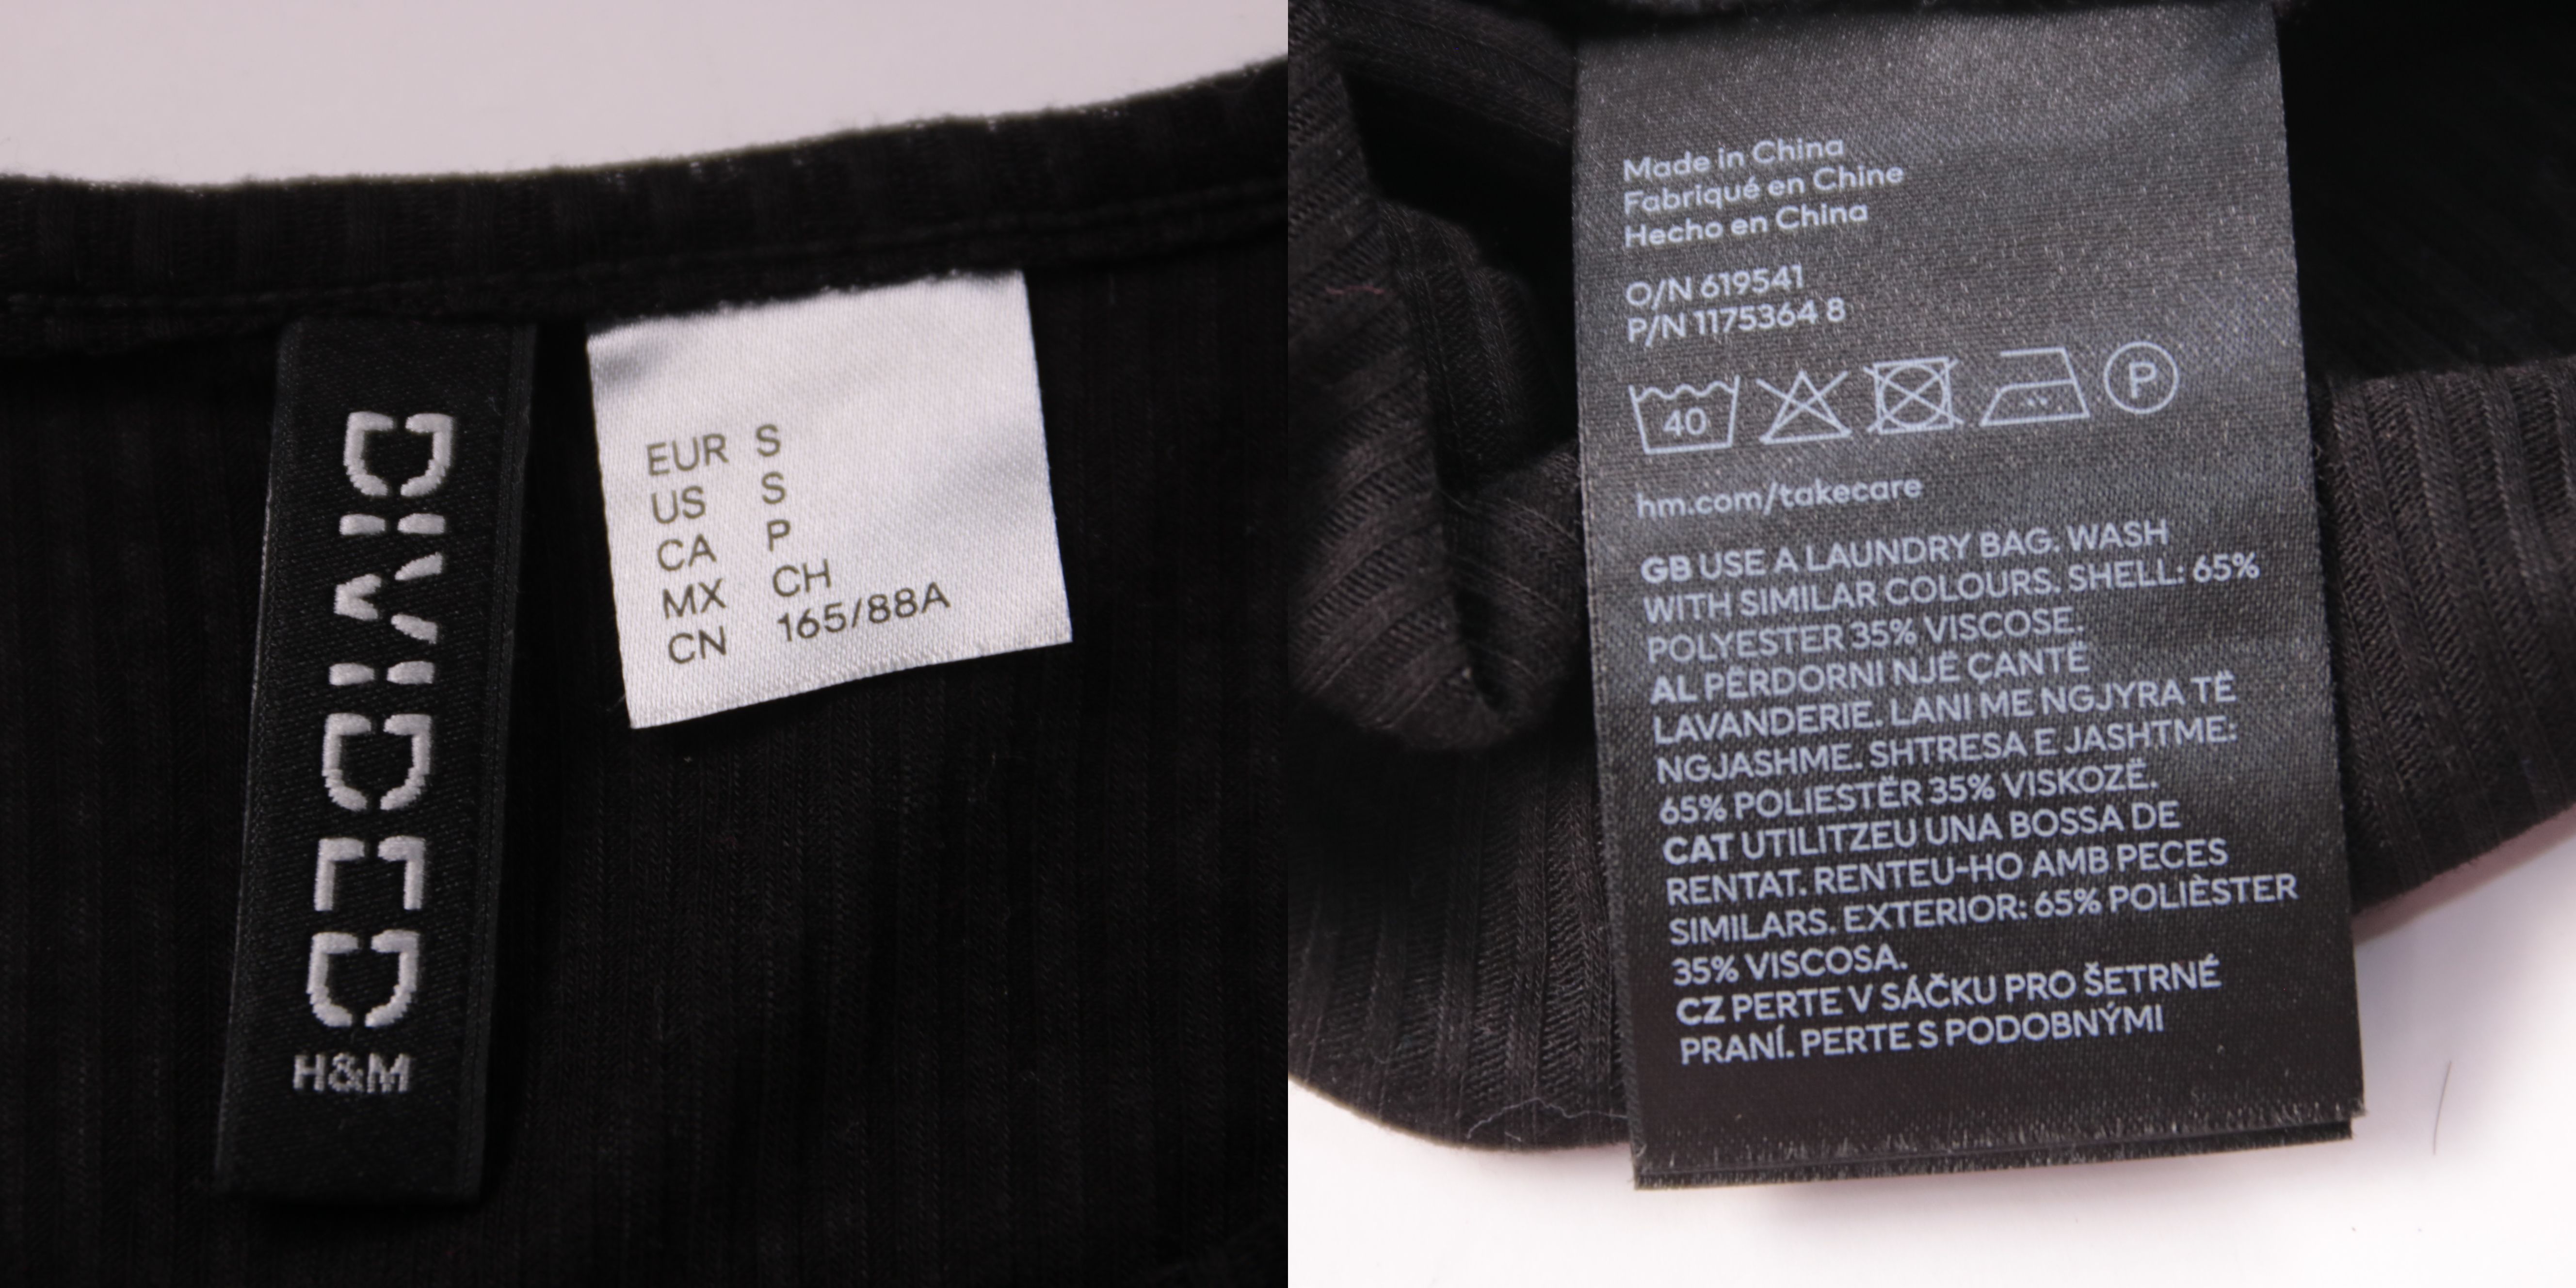 DIVIDED
H&M
EUR S
US S
CA P
MX CH
CN 165/88A
Made in China
Fabriqué en Chine
Hecho en China
O/N 619541
P/N 1175364 8
40
P
hm.com/takecare
GB USE A LAUNDRY BAG. WASH
WITH SIMILAR COLOURS. SHELL: 65%
POLYESTER 35% VISCOSE.
AL PËRDORNI NJË ÇANTË
LAVANDERIE. LANI ME NGJYRA TË
NGJASHME. SHTRESA E JASHTME:
65% POLIESTËR 35% VISKOZË.
CAT UTILITZEU UNA BOSSA DE
RENTAT. RENTEU-HO AMB PECES
SIMILARS. EXTERIOR: 65% POLIÈSTER
35% VISCOSA.
CZ PERTE V SÁČKU PRO ŠETRNÉ
PRANÍ. PERTE S PODOBNÝMI